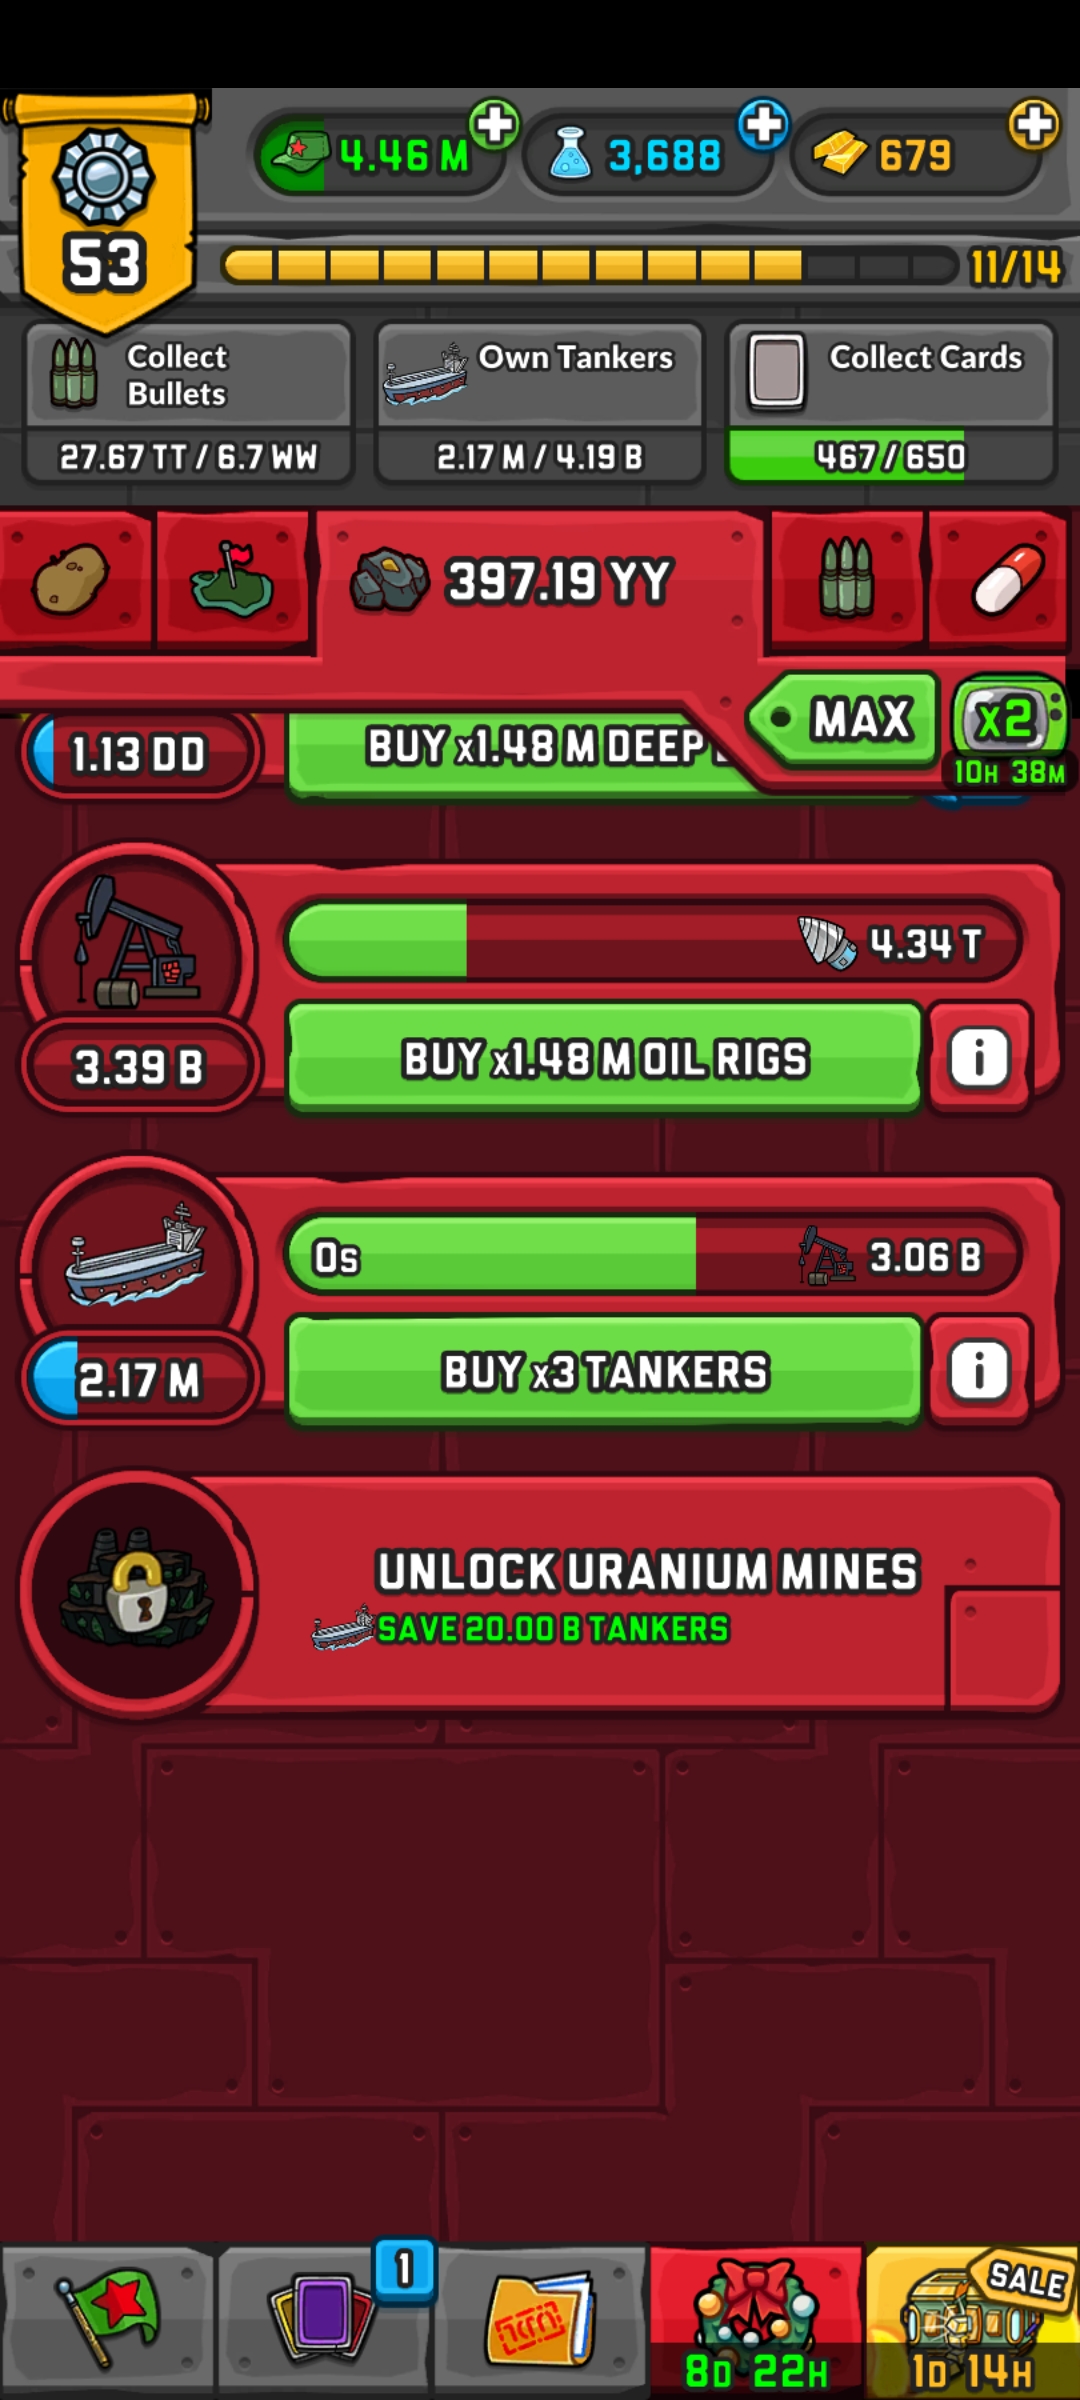 4.46 M
3,688
679
53
11/14
Collect
Bullets
Own Tankers
Collect Cards
27.67 TT / 6.7 WW
2.17 M / 4.19 B
467 / 650
397.19 YY
MAX
x2
10H 38M
1.13 DD
BUY x1.48 M DEEP
4.34 T
3.39 B
BUY x1.48 M OIL RIGS
i
0s
3.06 B
2.17 M
BUY x3 TANKERS
i
UNLOCK URANIUM MINES
SAVE 20.00 B TANKERS
1
SALE
8D 22H
1D 14H